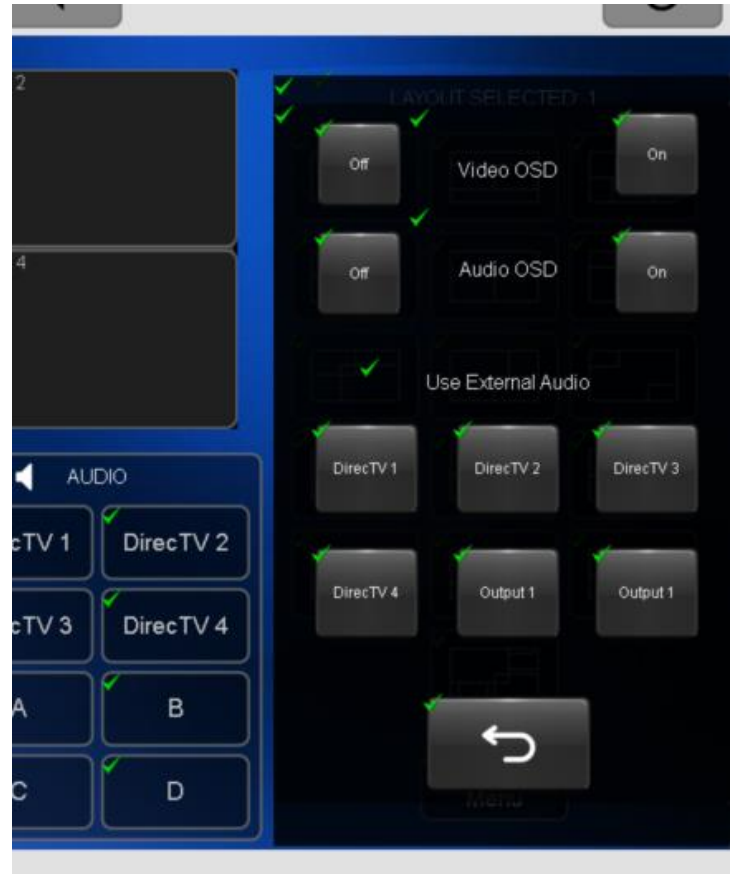 2
4
LAYOUT SELECTED: 1
Off
Video OSD
On
Off
Audio OSD
On
Use External Audio
DirecTV 1
DirecTV 2
DirecTV 3
DirecTV 4
Output 1
Output 1
Menu
AUDIO
cTV 1
DirecTV 2
cTV 3
DirecTV 4
A
B
C
D